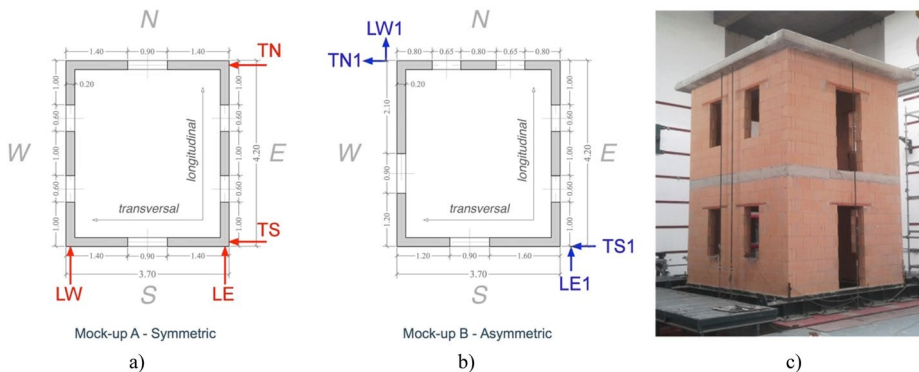 N
1.40 0.90 1.40
TN
1.00
0.20
0.60
1.00
0.60
1.00
W
longitudinal
transversal
1.00
0.60
1.00
0.60
1.00
4.20
E
TS
1.40 0.90 1.40
3.70
LW
S
LE
Mock-up A - Symmetric
a)
N
LW1
TN1
0.80 0.65 0.80 0.65 0.80
0.20
2.10
0.90
1.20
W
longitudinal
transversal
E
TS1
1.20 0.90 1.60
3.70
LE1
S
Mock-up B - Asymmetric
b)
c)